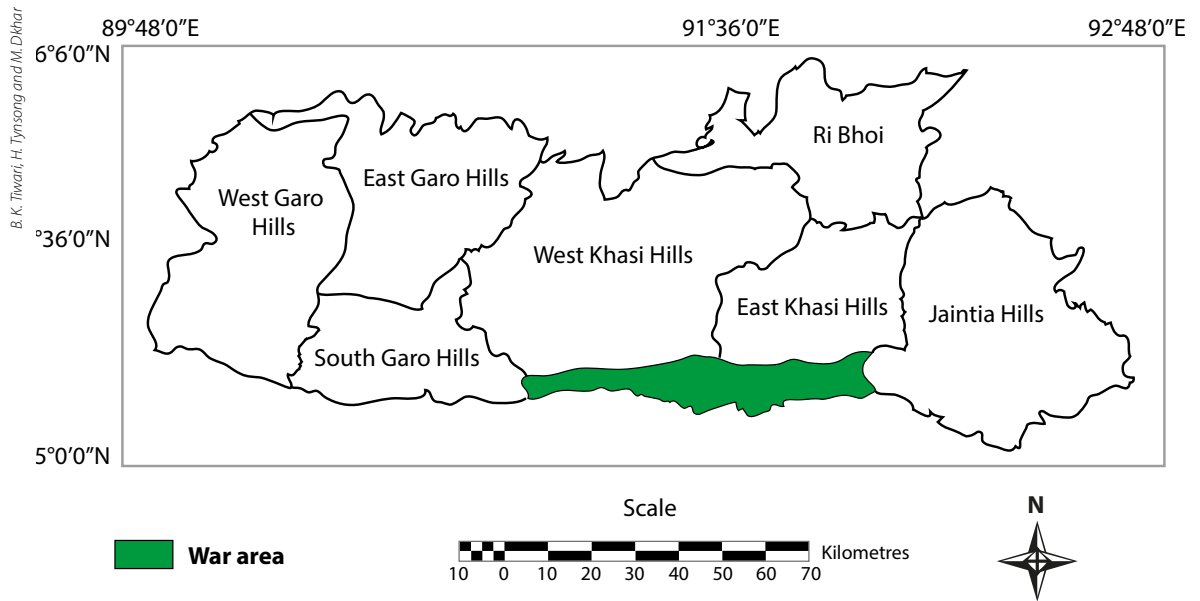 B. K. Tiwari, H. Tynsong and M. Dkhar
89°48′0″E 91°36′0″E 92°48′0″E
6°6′0″N
°36′0″N
5°0′0″N
Ri Bhoi
East Garo Hills
West Garo
Hills
West Khasi Hills
East Khasi Hills
Jaintia Hills
South Garo Hills
Scale
N
War area
Kilometres
10 0 10 20 30 40 50 60 70